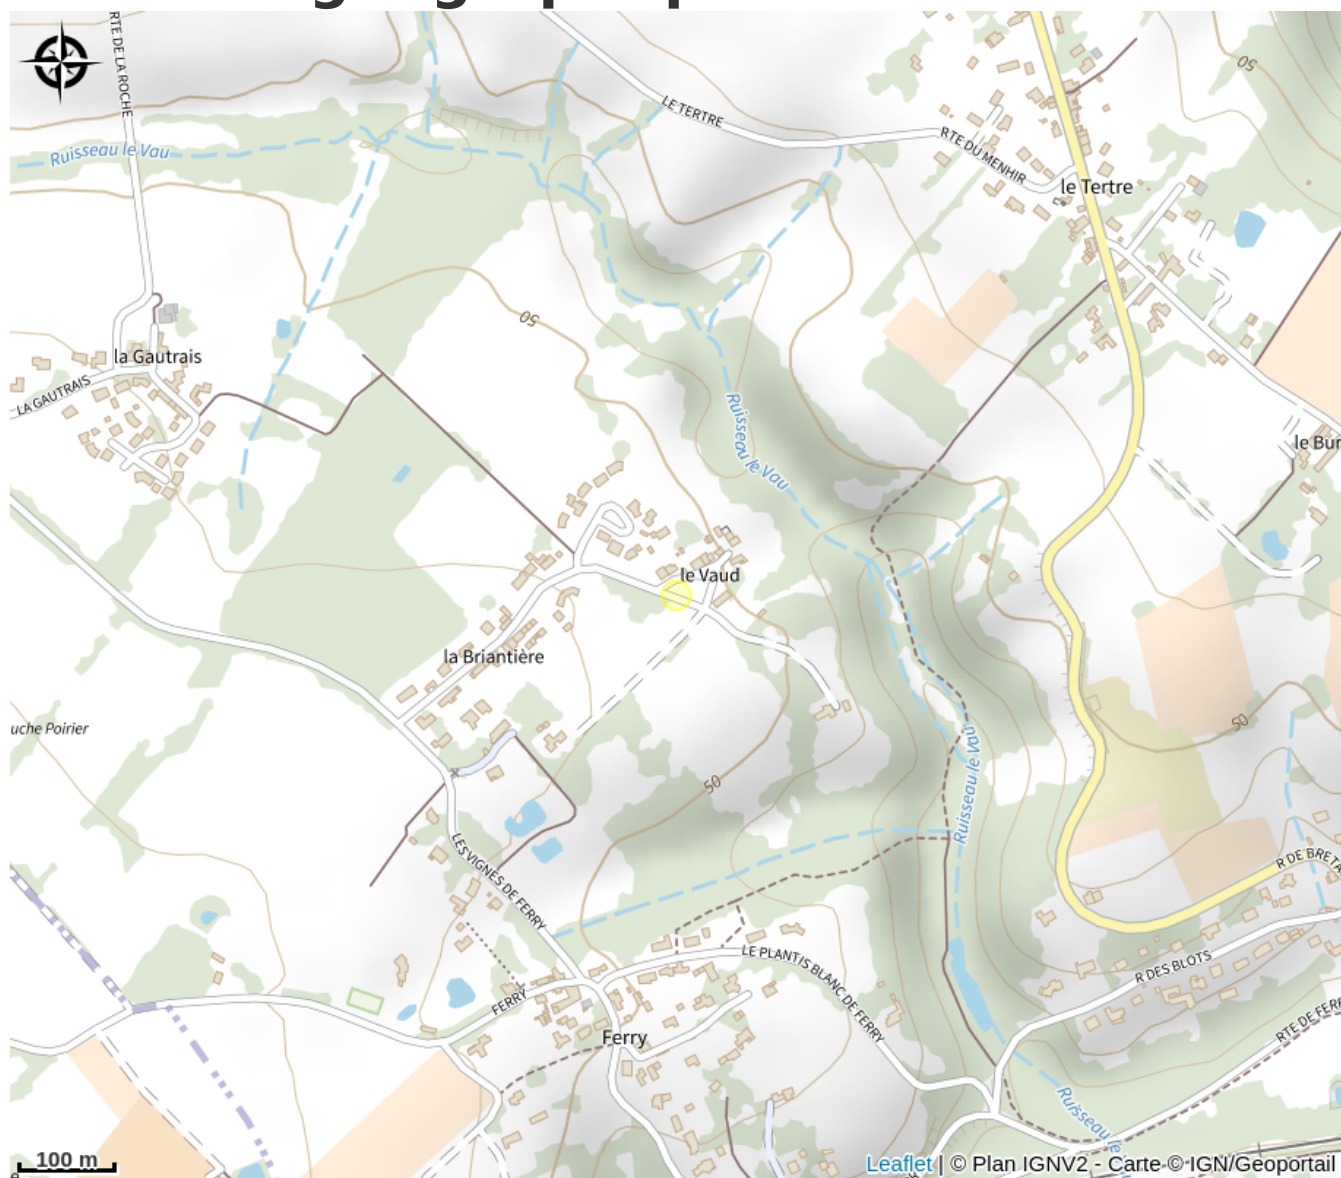 RTE DE LA ROCHE
50
LE TERTRE
RTE DU MENHIR
Ruisseau le Vau
le Tertre
50
la Gautrais
LA GAUTRAIS
Ruisseau le Vau
le Bur
le Vaud
la Briantière
uche Poirier
50
50
Ruisseau le Vau
LES VIGNES DE FERRY
R DE BRETA
LE PLANTIS BLANC DE FERRY
R DES BLOTS
FERRY
Ferry
RTE DE FERR
Ruisseau le
100 m
Leaflet | © Plan IGNV2 - Carte © IGN/Geoportail